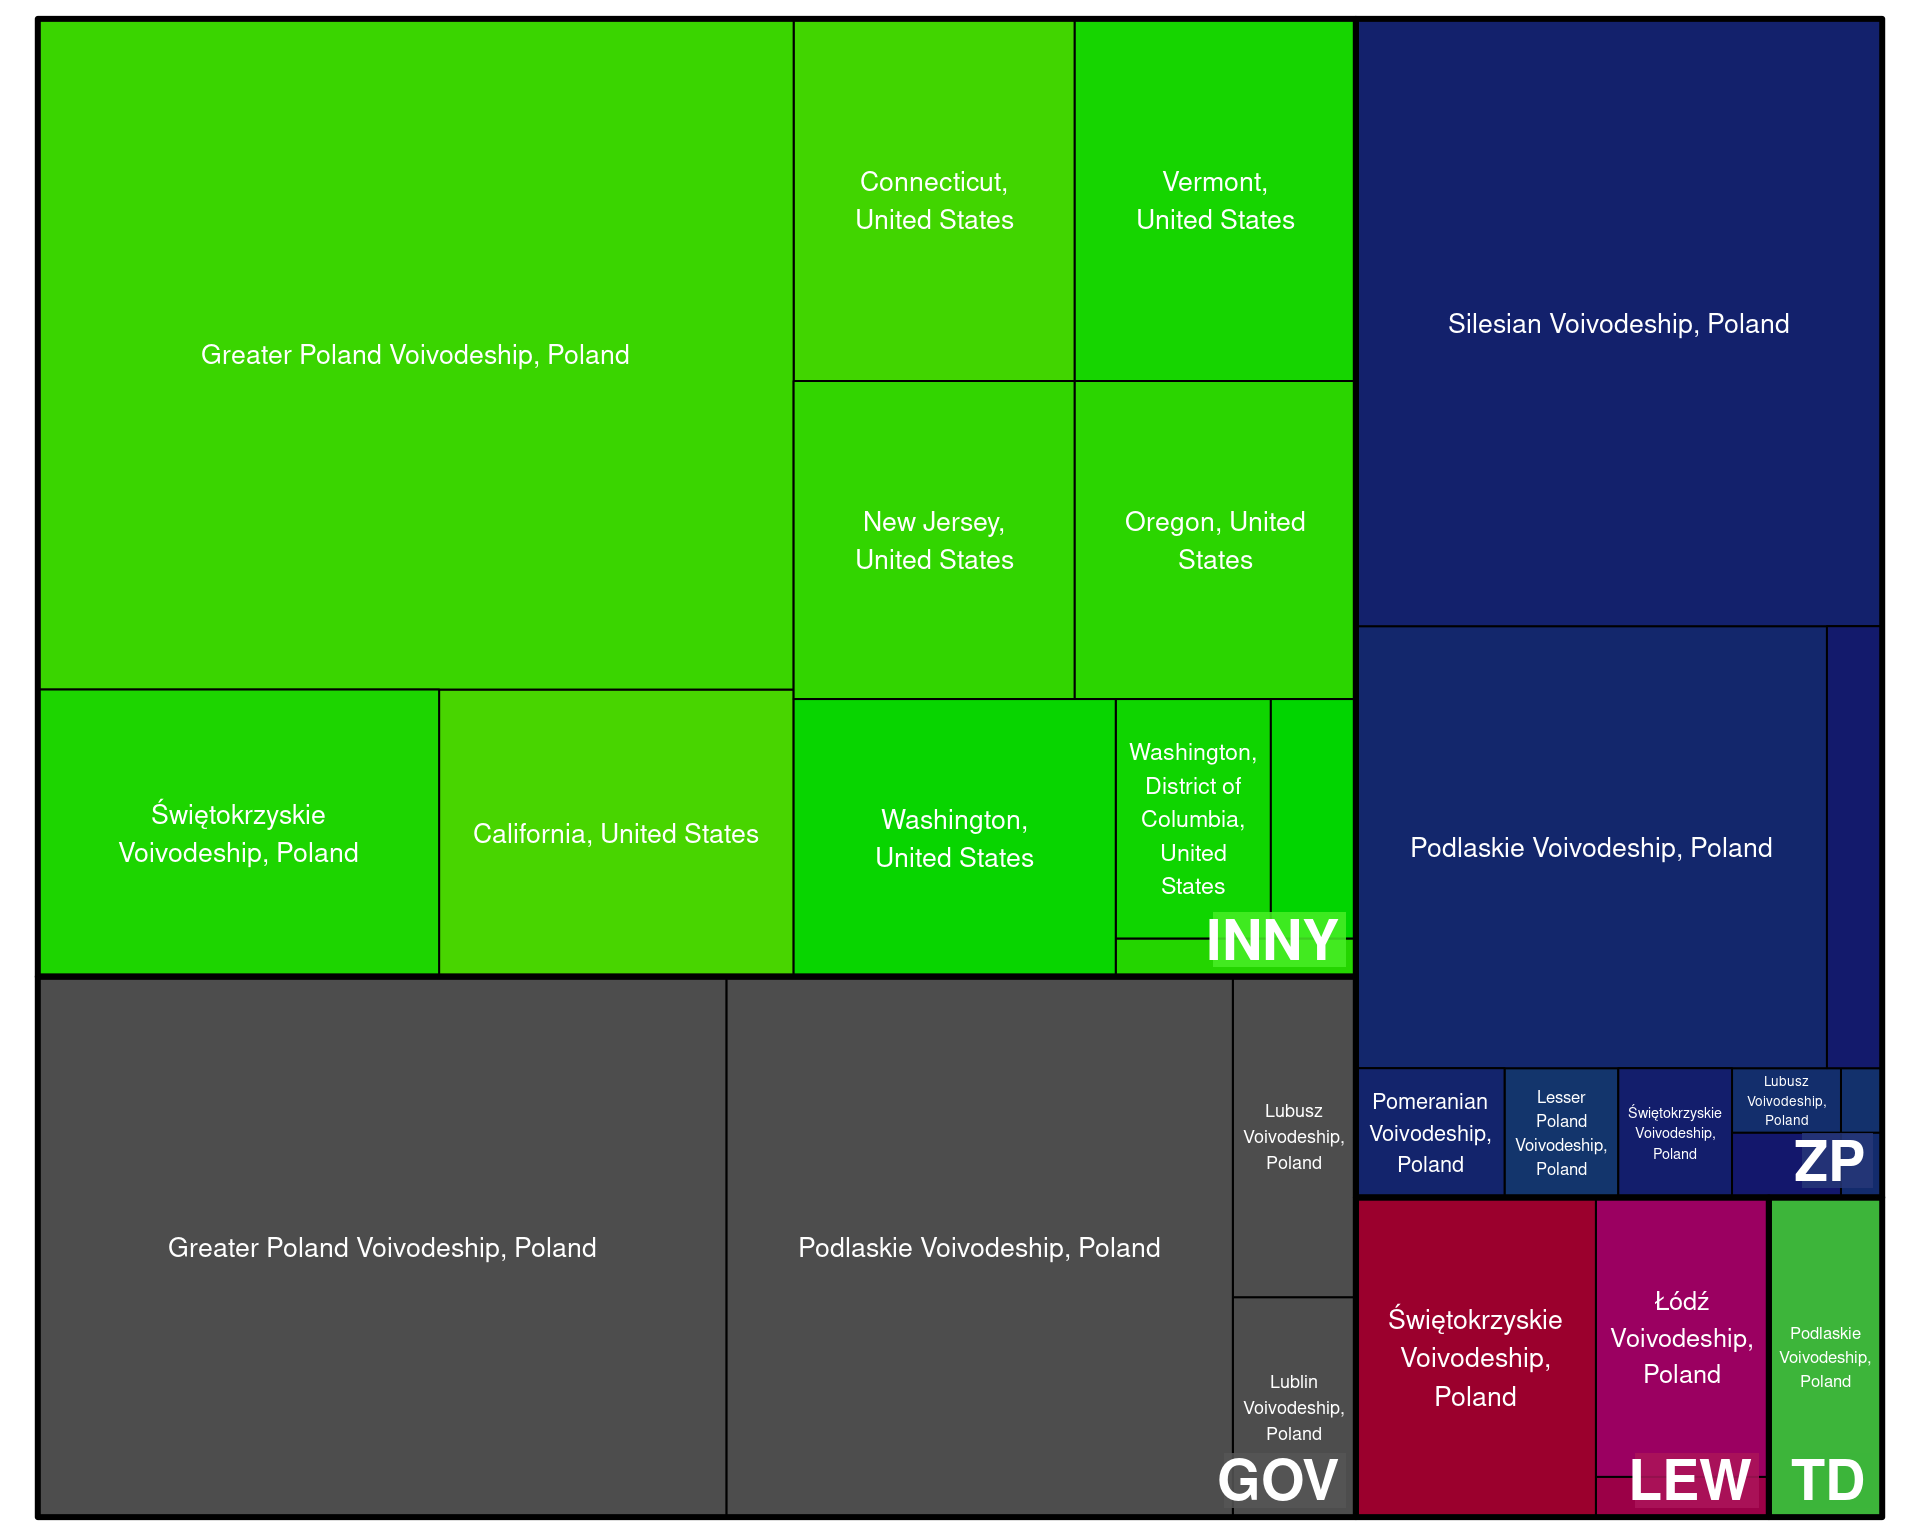 Greater Poland Voivodeship, Poland
Connecticut,
United States
Vermont,
United States
New Jersey,
United States
Oregon, United
States
Świętokrzyskie
Voivodeship, Poland
California, United States
Washington,
United States
Washington,
District of
Columbia,
United
States
INNY
Greater Poland Voivodeship, Poland
Podlaskie Voivodeship, Poland
Lubusz
Voivodeship,
Poland
Lublin
Voivodeship,
Poland
GOV
Silesian Voivodeship, Poland
Podlaskie Voivodeship, Poland
Pomeranian
Voivodeship,
Poland
Lesser
Poland
Voivodeship,
Poland
Świętokrzyskie
Voivodeship,
Poland
Lubusz
Voivodeship,
Poland
ZP
Świętokrzyskie
Voivodeship,
Poland
Łódź
Voivodeship,
Poland
LEW
Podlaskie
Voivodeship,
Poland
TD